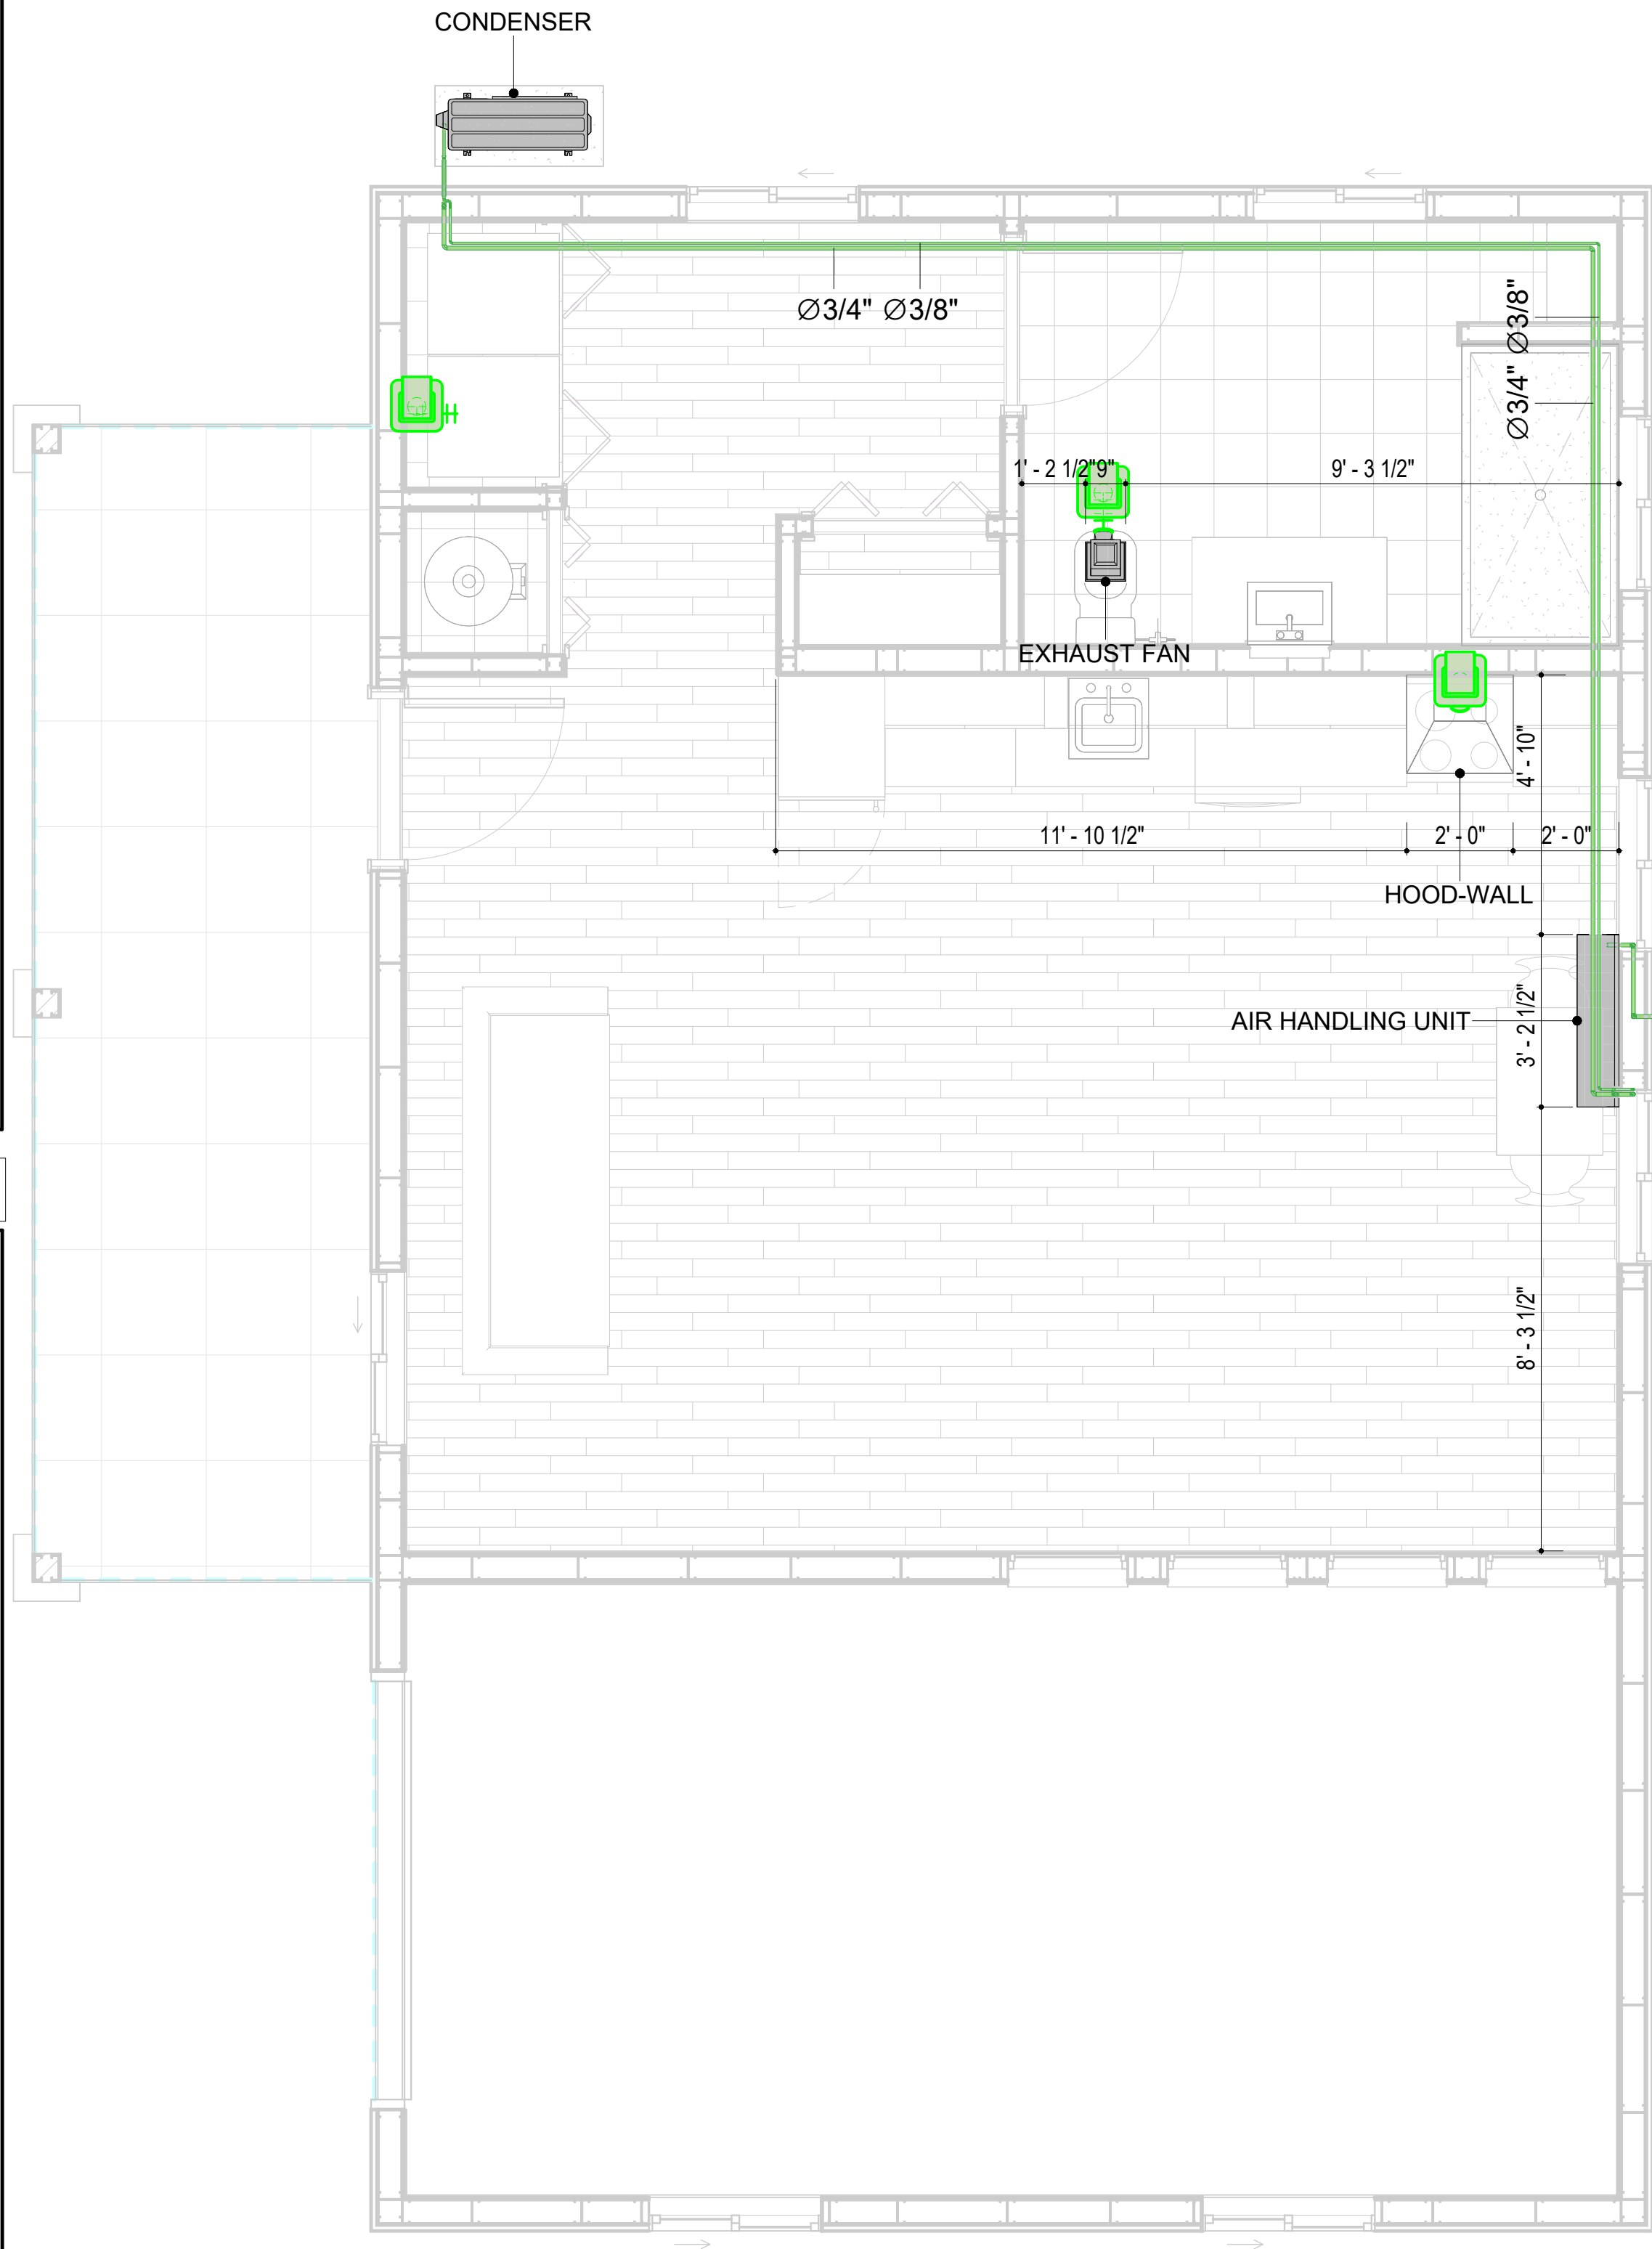 CONDENSER
Ø3/4" Ø3/8"
Ø3/4" Ø3/8"
1' - 2 1/2"
9"
9' - 3 1/2"
EXHAUST FAN
4' - 10"
11' - 10 1/2"
2' - 0"
2' - 0"
HOOD-WALL
AIR HANDLING UNIT
3' - 2 1/2"
8' - 3 1/2"